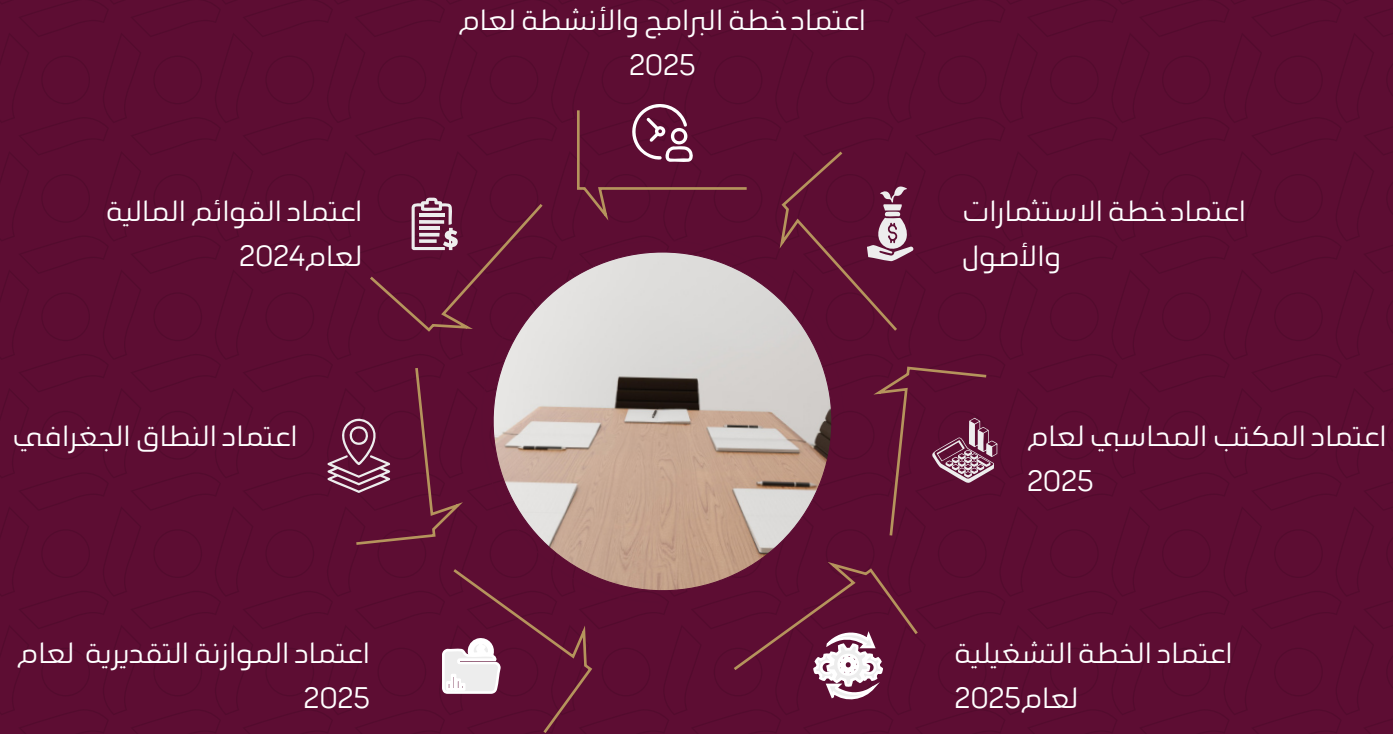 اعتماد خطة البرامج والأنشطة لعام
2025
اعتماد خطة الاستثمارات
والأصول
اعتماد القوائم المالية
لعام2024
اعتماد المكتب المحاسبي لعام
2025
اعتماد النطاق الجغرافي
اعتماد الخطة التشغيلية
لعام2025
اعتماد الموازنة التقديرية لعام
2025